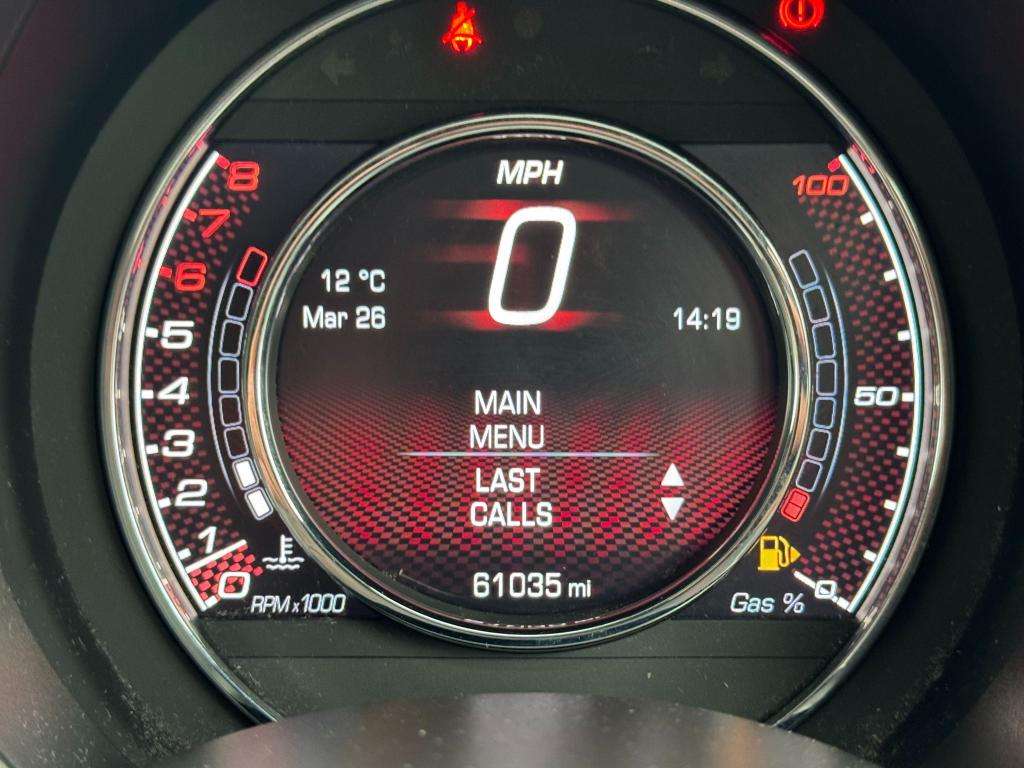 MPH
0
12 °C
Mar 26
14:19
MAIN
MENU
LAST
CALLS
61035 mi
8
7
6
5
4
3
2
1
0
RPM x 1000
100
50
0
Gas %